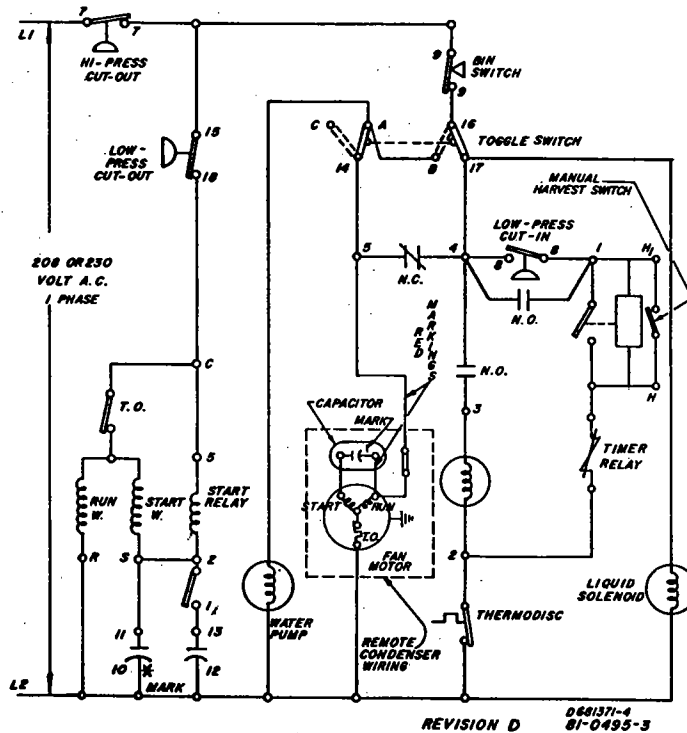 L1
7
7
HI-PRESS
CUT-OUT
9
BIN
SWITCH
9
15
LOW-
PRESS
CUT-OUT
18
C
A
16
TOGGLE SWITCH
14
B
17
MANUAL
HARVEST SWITCH
208 OR 230
VOLT A.C.
1 PHASE
5
N.C.
4
LOW-PRESS
CUT-IN
8
8
1
H1
N.O.
RED
MARKINGS
C
T.O.
CAPACITOR
MARK
N.O.
3
H
5
RUN
W.
START
W.
START
RELAY
START
RUN
T.O.
FAN
MOTOR
TIMER
RELAY
R
S
2
2
WATER
PUMP
THERMODISC
LIQUID
SOLENOID
11
13
10
MARK
12
REMOTE
CONDENSER
WIRING
L2
REVISION D
D681371-4
81-0495-3